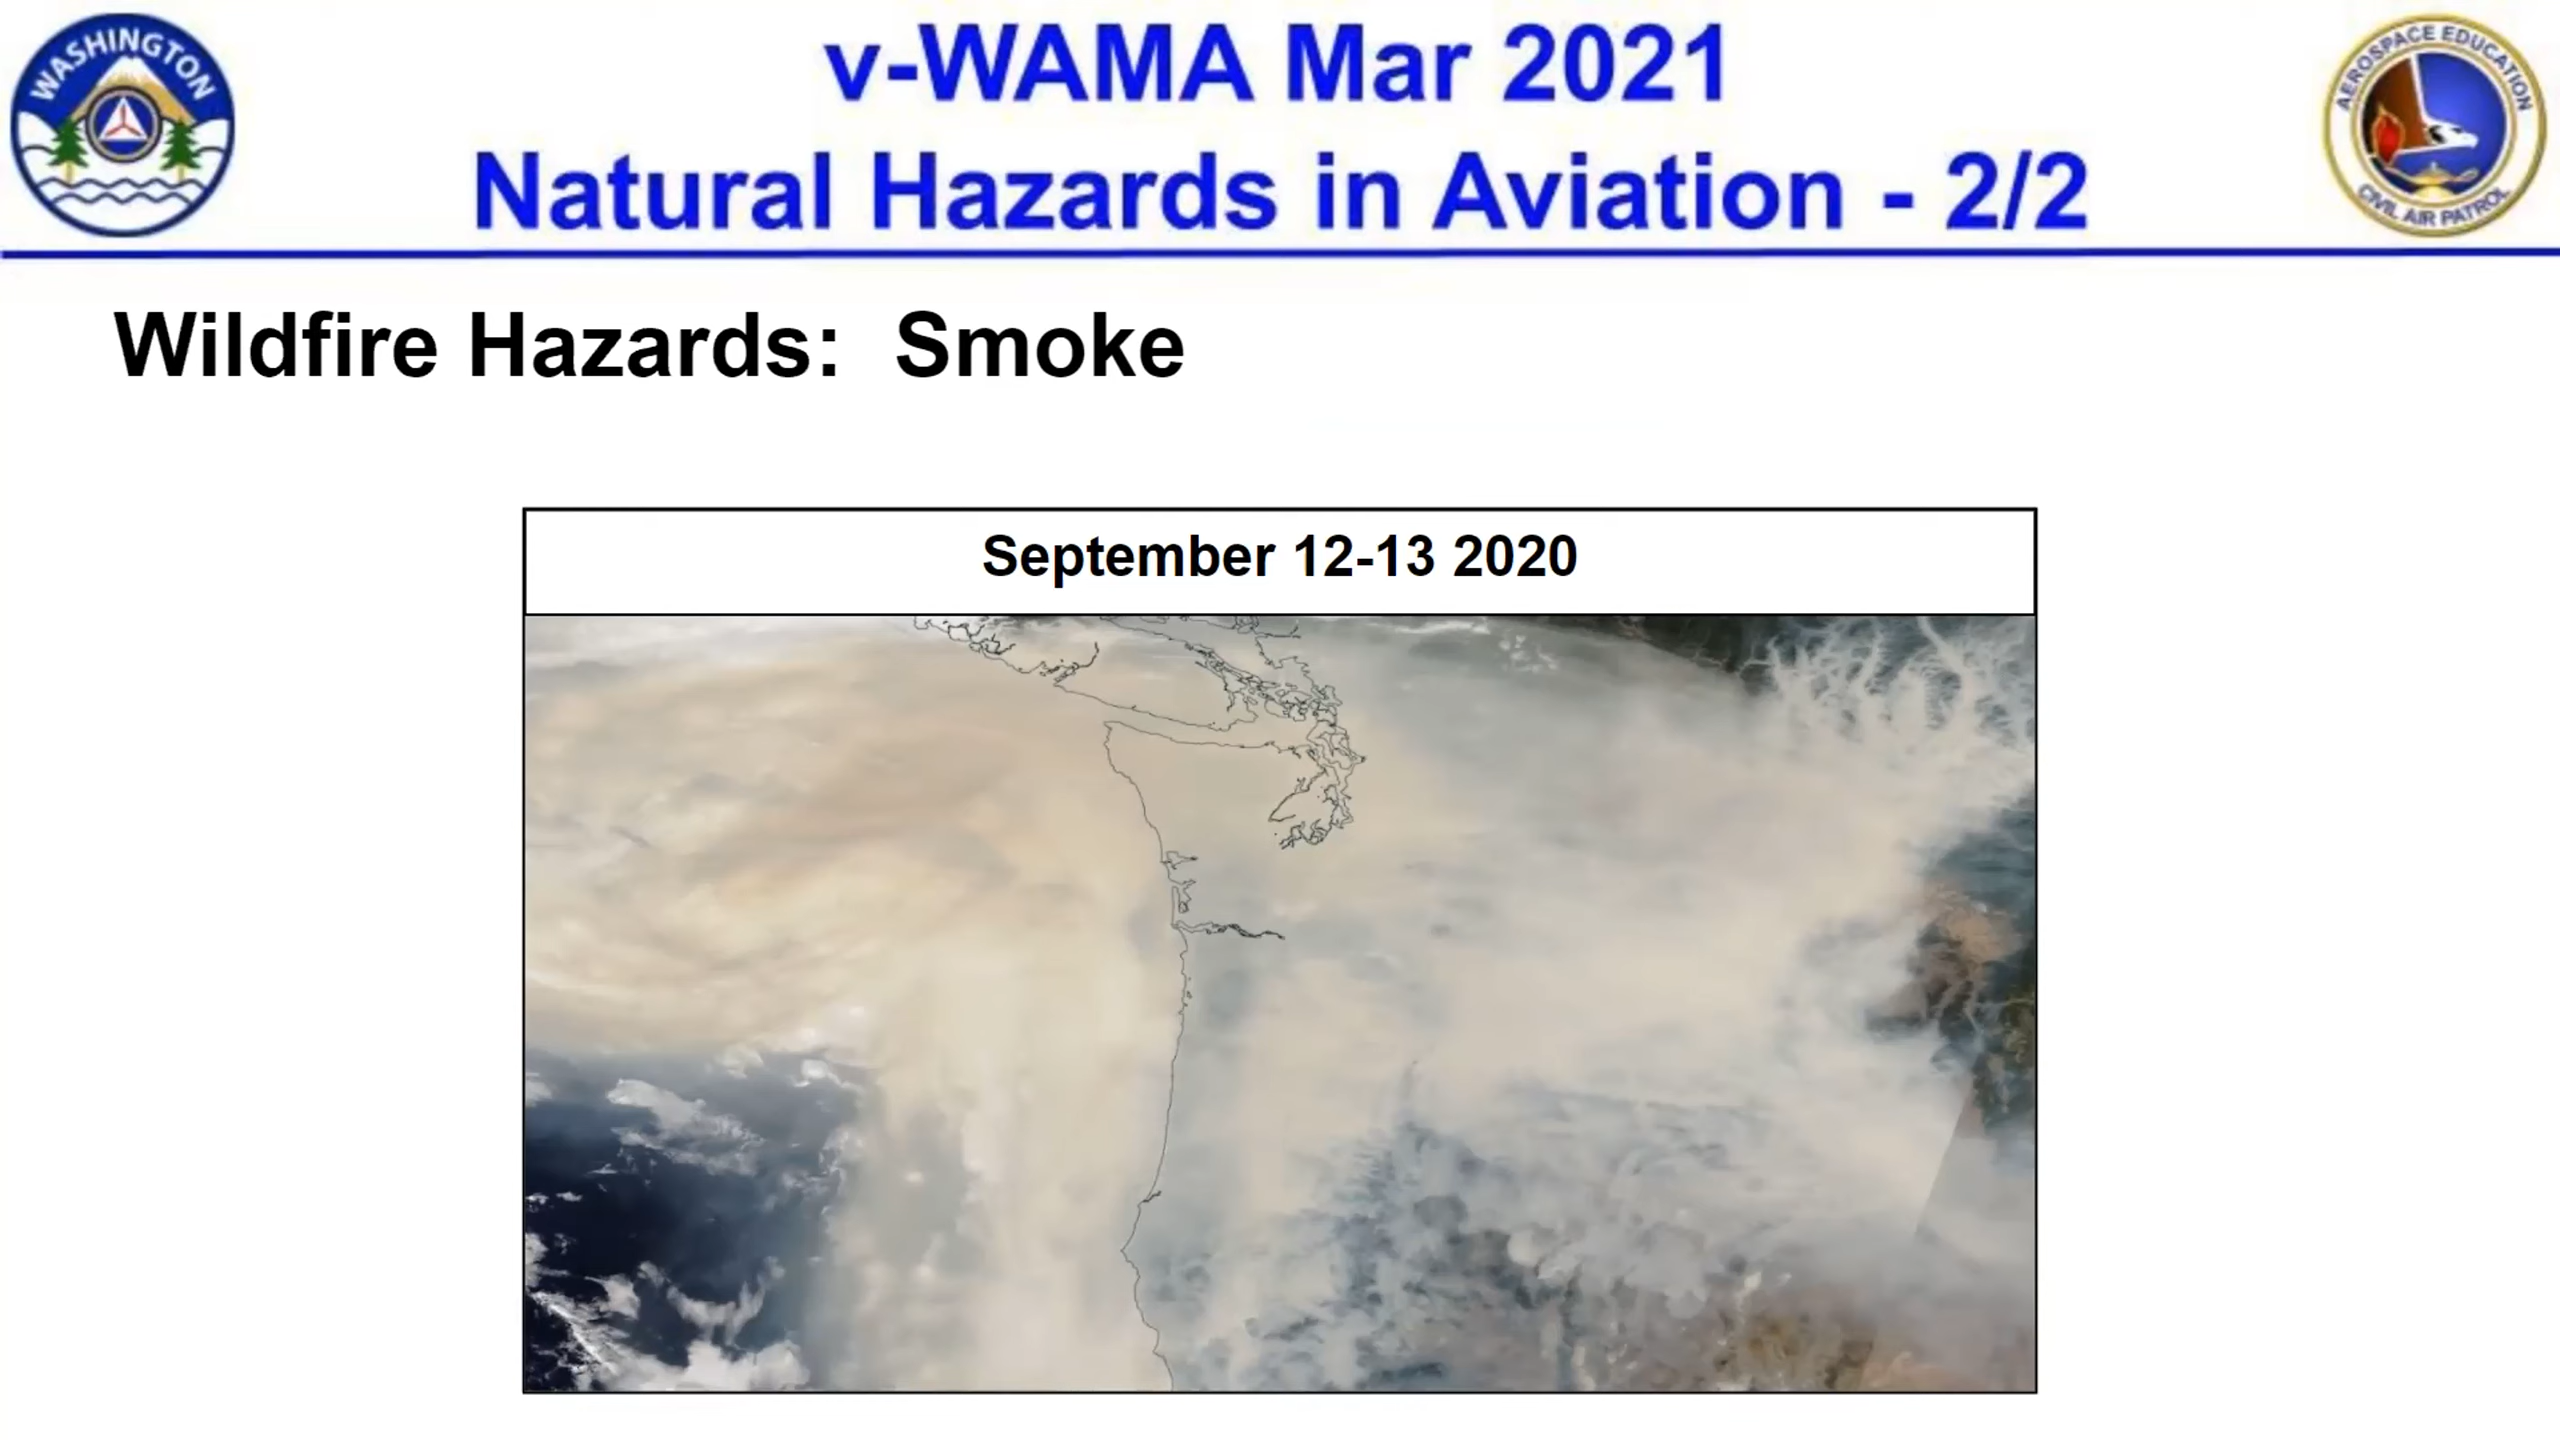 WASHINGTON
v-WAMA Mar 2021
Natural Hazards in Aviation - 2/2
AEROSPACE EDUCATION
CIVIL AIR PATROL
Wildfire Hazards: Smoke
September 12-13 2020